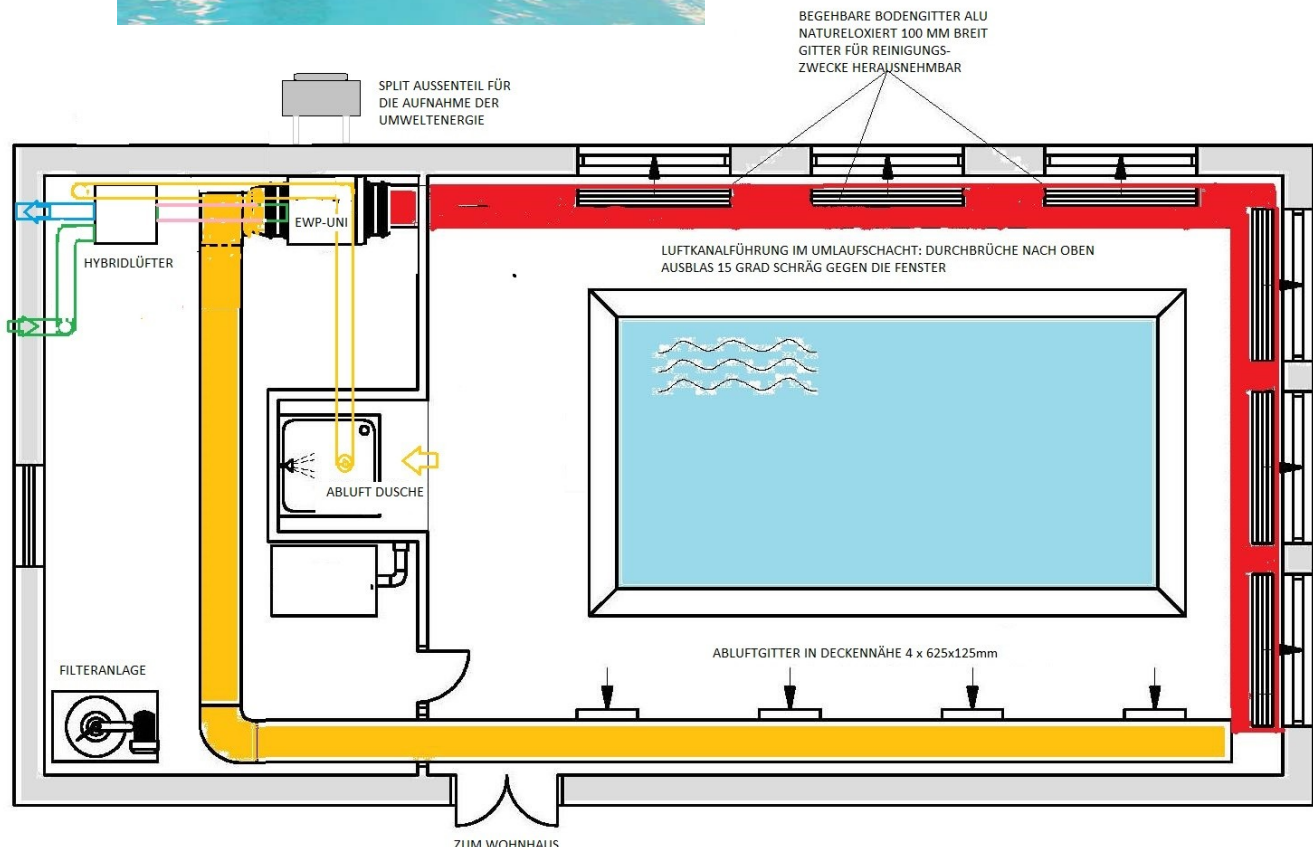 BEGEHBARE BODENGITTER ALU
NATURELOXIERT 100 MM BREIT
GITTER FÜR REINIGUNGS-
ZWECKE HERAUSNEHMBAR
SPLIT AUSSENTEIL FÜR
DIE AUFNAHME DER
UMWELTENERGIE
EWP-UNI
HYBRIDLÜFTER
LUFTKANALFÜHRUNG IM UMLAUFSCHACHT: DURCHBRÜCHE NACH OBEN
AUSBLAS 15 GRAD SCHRÄG GEGEN DIE FENSTER
ABLUFT DUSCHE
ABLUFTGITTER IN DECKENNÄHE 4 x 625x125mm
FILTERANLAGE
ZUM WOHNHAUS